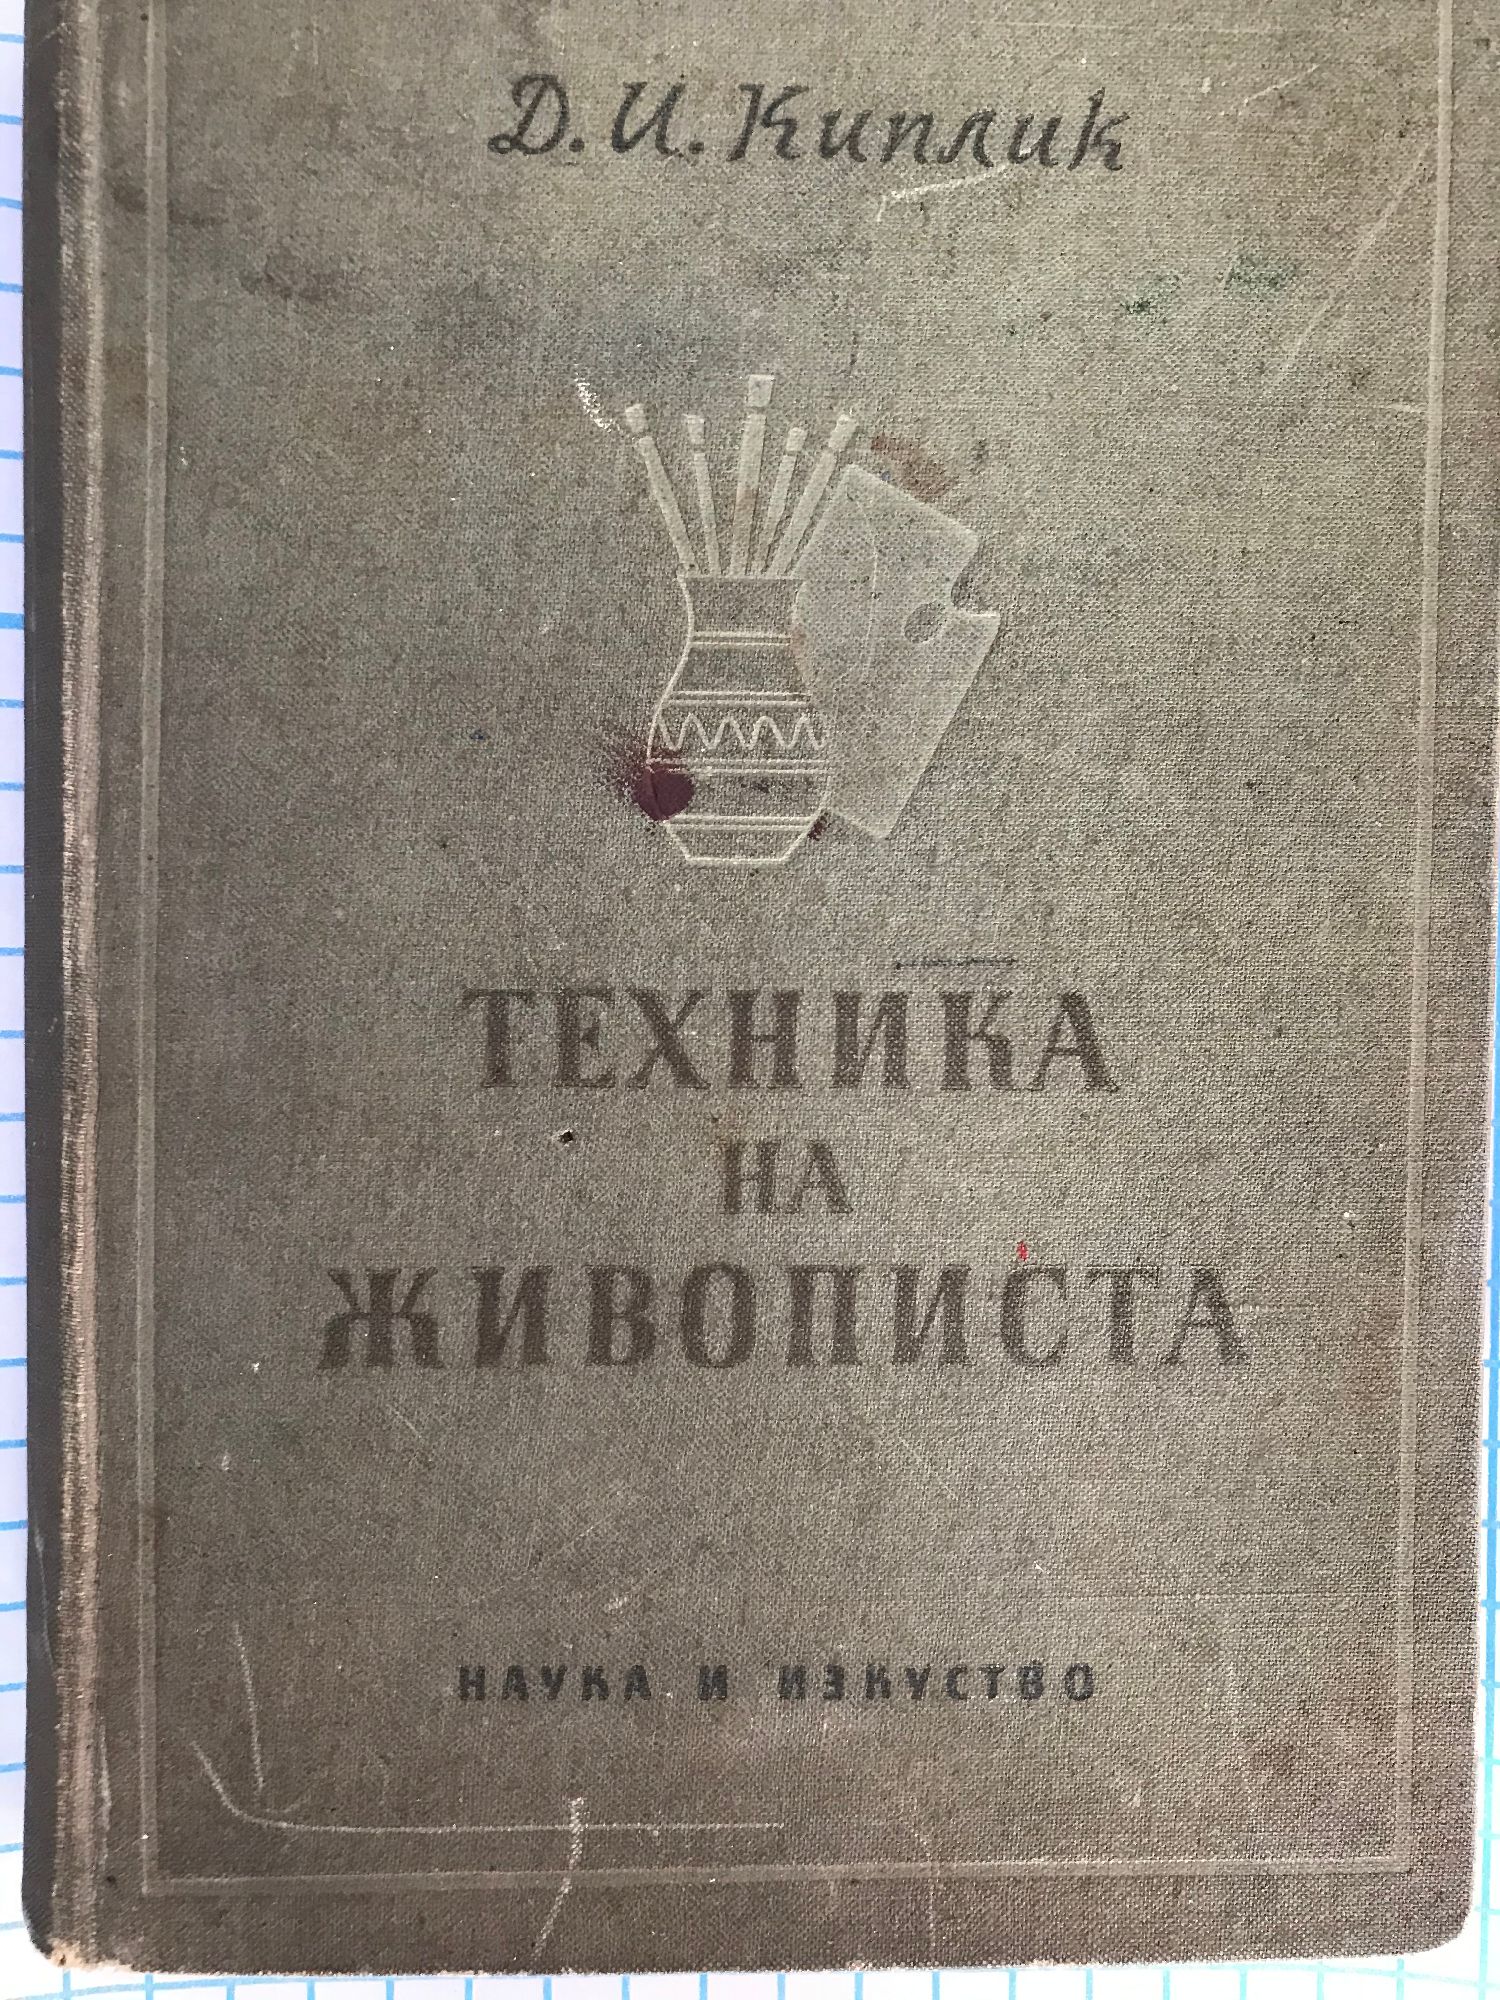 Д. И. Киплик
ТЕХНИКА
НА
ЖИВОПИСТА
НАУКА И ИЗКУСТВО